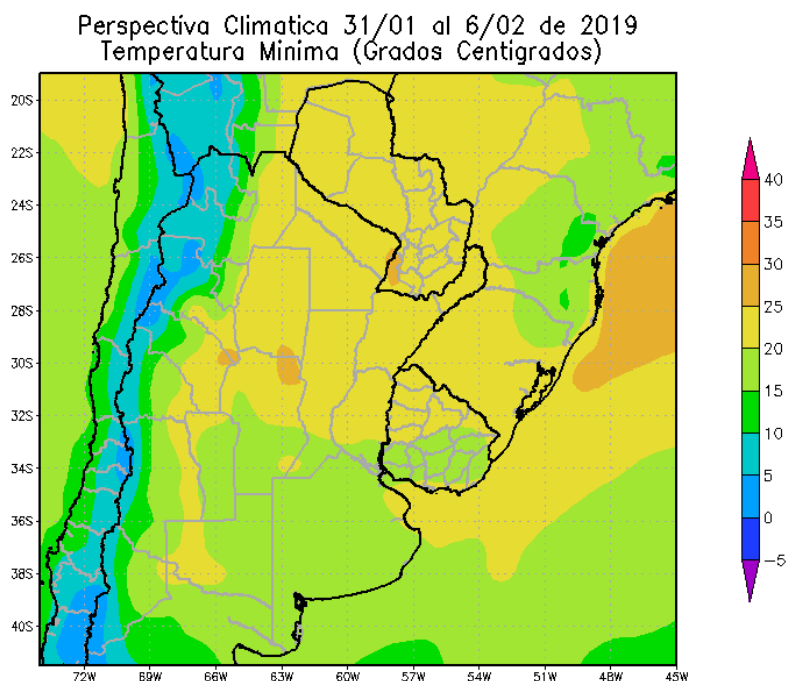 Perspectiva Climatica 31/01 al 6/02 de 2019
Temperatura Minima (Grados Centigrados)
20S
22S
24S
26S
28S
30S
32S
34S
36S
38S
40S
72W 69W 66W 63W 60W 57W 54W 51W 48W 45W
40
35
30
25
20
15
10
5
0
−5